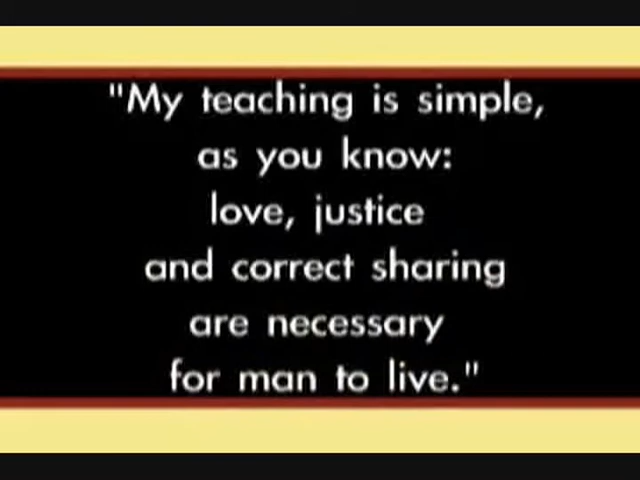 "My teaching is simple,
as you know:
love, justice
and correct sharing
are necessary
for man to live."